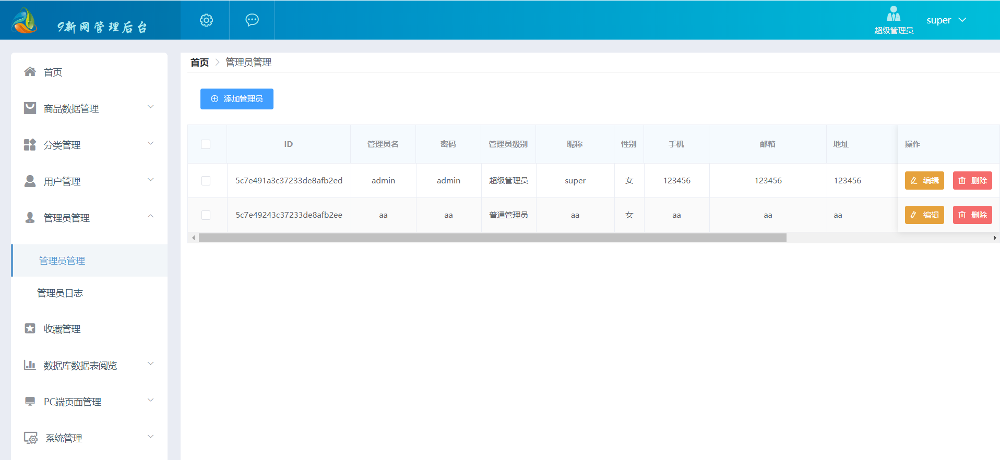 9新网管理后台
超级管理员
super
首页
商品数据管理
分类管理
用户管理
管理员管理
管理员管理
管理员日志
收藏管理
数据库数据表阅览
PC端页面管理
系统管理
首页 管理员管理
添加管理员
ID 管理员名 密码 管理员级别 昵称 性别 手机 邮箱 地址 操作
5c7e491a3c37233de8afb2ed admin admin 超级管理员 super 女 123456 123456 123456 编辑 删除
5c7e49243c37233de8afb2ee aa aa 普通管理员 aa 女 aa aa aa 编辑 删除